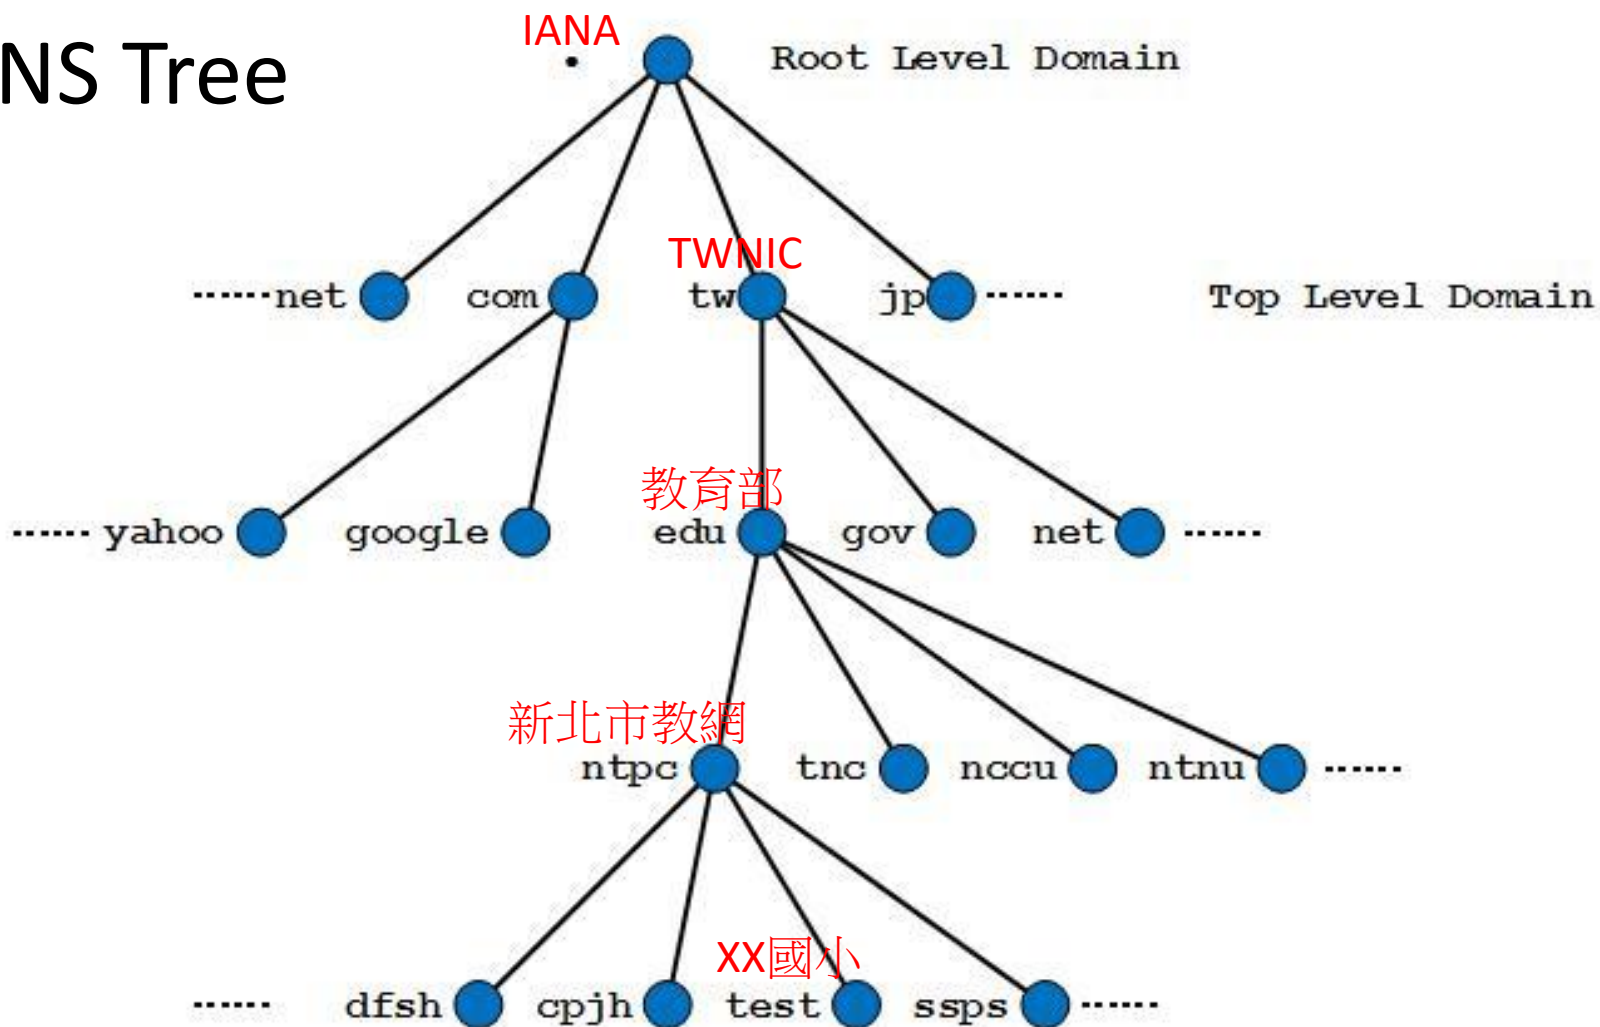 NS Tree
IANA
. Root Level Domain
TWNIC
······net com tw jp······ Top Level Domain
教育部
······yahoo google edu gov net ······
新北市教網
ntpc tnc nccu ntnu ······
XX國小
······ dfsh cpjh test ssps ······